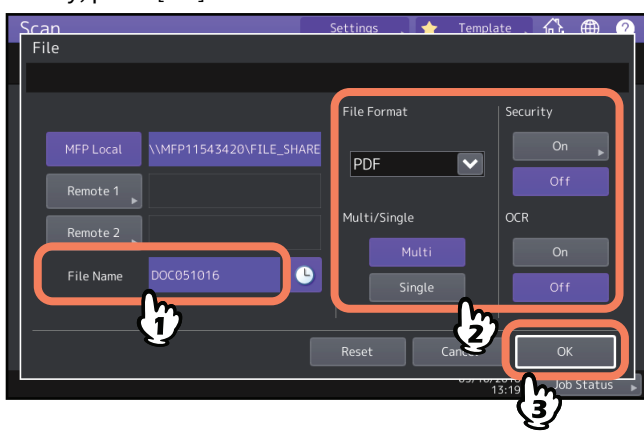 Scan
Settings
Template
?
File
File Format
Security
MFP Local
\\MFP11543420\FILE_SHARE
On
PDF
Remote 1
Off
Remote 2
Multi/Single
OCR
Multi
On
File Name
DOC051016
Single
Off
1
2
Reset
OK
13:19
Job Status
3